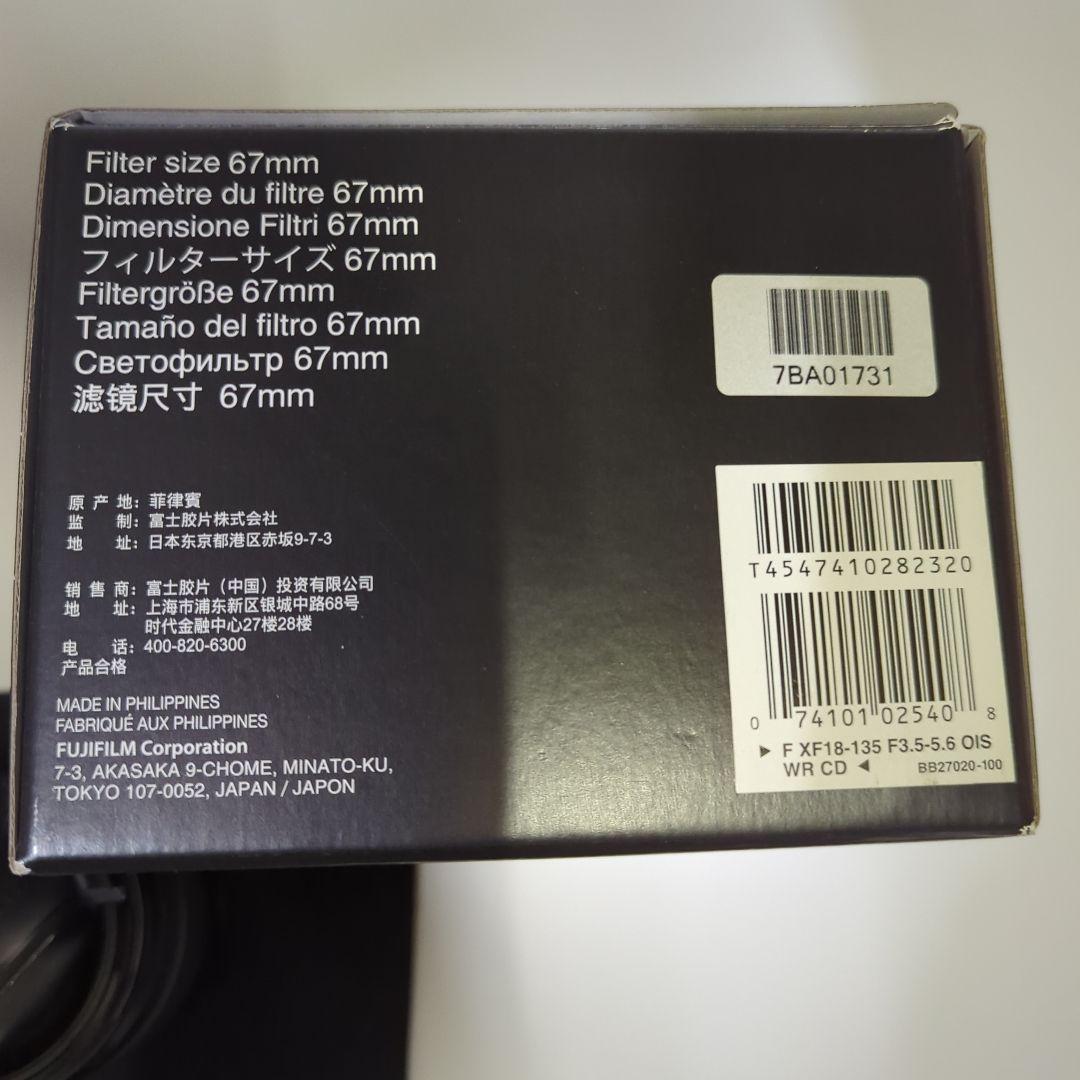 Filter size 67mm
Diamètre du filtre 67mm
Dimensione Filtri 67mm
フィルターサイズ 67mm
Filtergröße 67mm
Tamaño del filtro 67mm
Светофильтр 67mm
滤镜尺寸 67mm
7BA01731
原产地：菲律賓
监制：富士胶片株式会社
地址：日本东京都港区赤坂9-7-3
销售商：富士胶片（中国）投资有限公司
地址：上海市浦东新区银城中路68号
时代金融中心27楼28楼
电话：400-820-6300
产品合格
MADE IN PHILIPPINES
FABRIQUÉ AUX PHILIPPINES
FUJIFILM Corporation
7-3, AKASAKA 9-CHOME, MINATO-KU,
TOKYO 107-0052, JAPAN / JAPON
T4547410282320
0 74101 02540 8
▶ F XF18-135 F3.5-5.6 OIS
WR CD ◀ BB27020-100